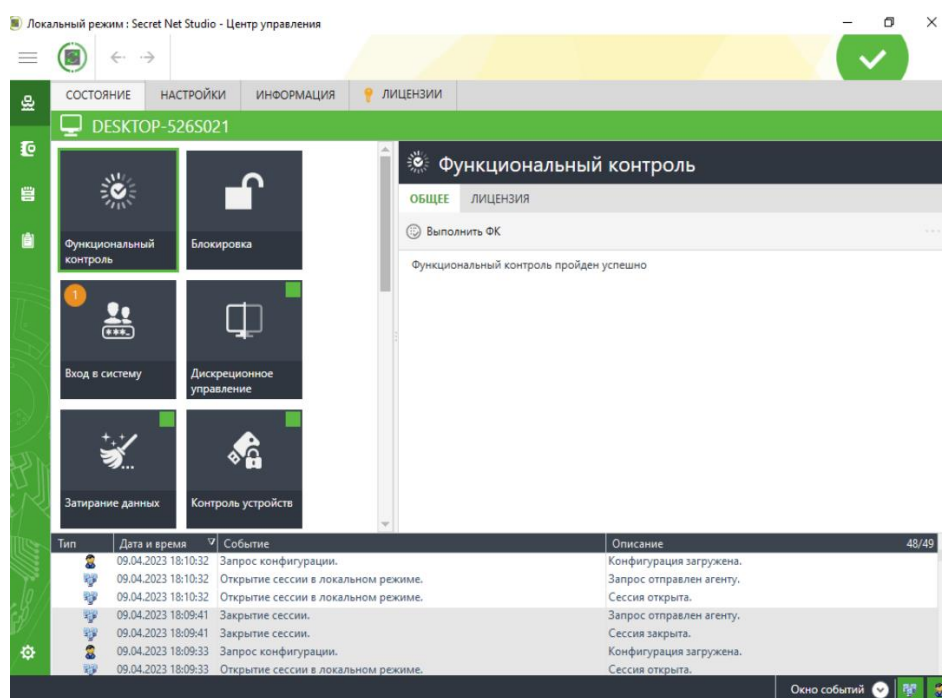 Локальный режим : Secret Net Studio - Центр управления
СОСТОЯНИЕ НАСТРОЙКИ ИНФОРМАЦИЯ ЛИЦЕНЗИИ
DESKTOP-526S021
Функциональный контроль
Блокировка
1
Вход в систему
Дискреционное управление
Затирание данных
Контроль устройств
Функциональный контроль
ОБЩЕЕ ЛИЦЕНЗИЯ
Выполнить ФК
Функциональный контроль пройден успешно
Тип Дата и время Событие Описание 48/49
09.04.2023 18:10:32 Запрос конфигурации. Конфигурация загружена.
09.04.2023 18:10:32 Открытие сессии в локальном режиме. Запрос отправлен агенту.
09.04.2023 18:10:32 Открытие сессии в локальном режиме. Сессия открыта.
09.04.2023 18:09:41 Закрытие сессии. Запрос отправлен агенту.
09.04.2023 18:09:41 Закрытие сессии. Сессия закрыта.
09.04.2023 18:09:33 Запрос конфигурации. Конфигурация загружена.
09.04.2023 18:09:33 Открытие сессии в локальном режиме. Сессия открыта.
Окно событий